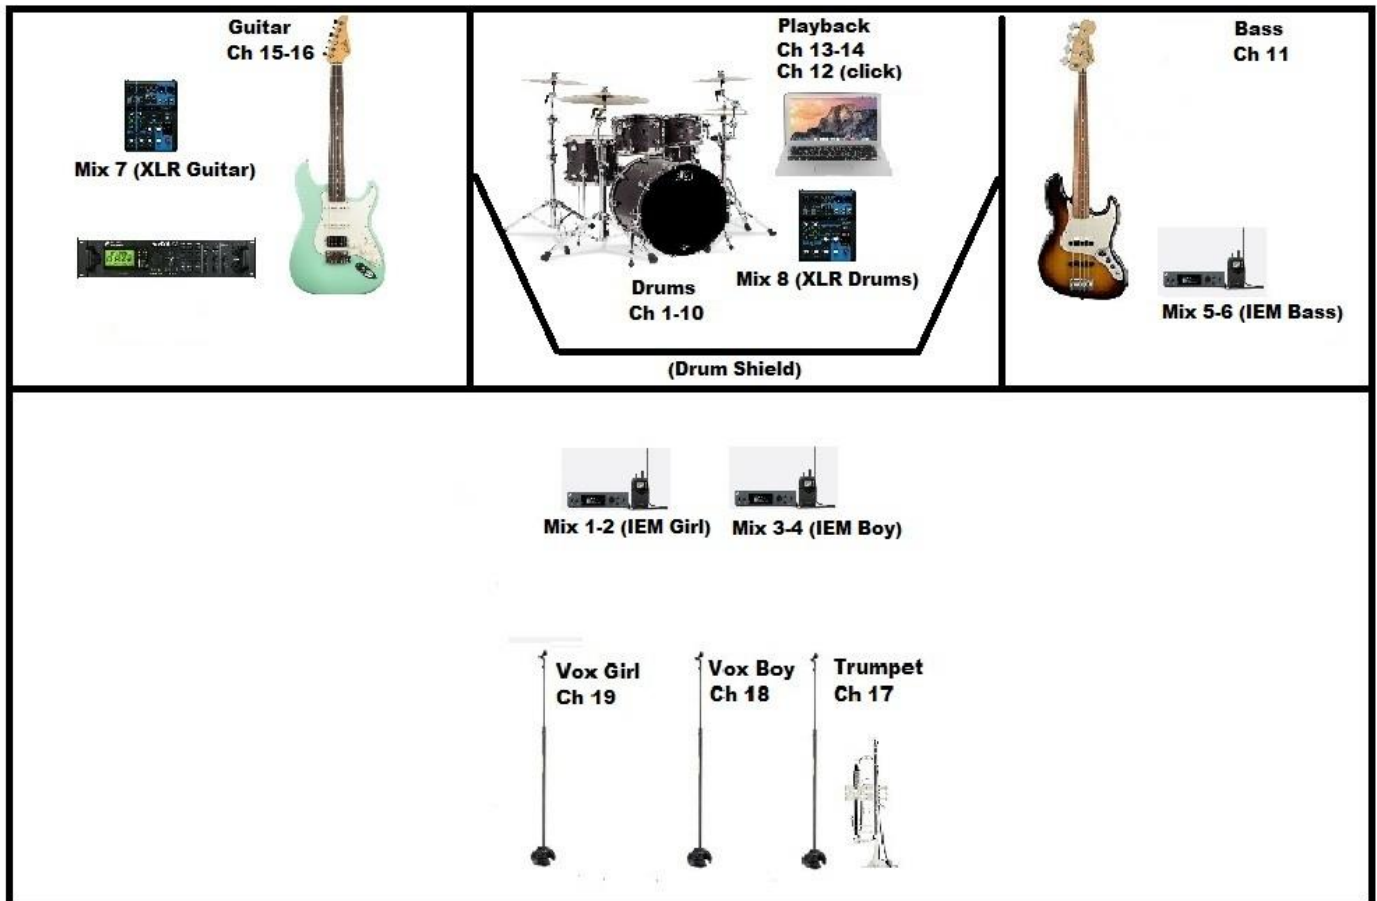 Guitar
Ch 15-16
Mix 7 (XLR Guitar)
Playback
Ch 13-14
Ch 12 (click)
Mix 8 (XLR Drums)
Drums
Ch 1-10
(Drum Shield)
Bass
Ch 11
Mix 5-6 (IEM Bass)
Mix 1-2 (IEM Girl)
Mix 3-4 (IEM Boy)
Vox Girl
Ch 19
Vox Boy
Ch 18
Trumpet
Ch 17